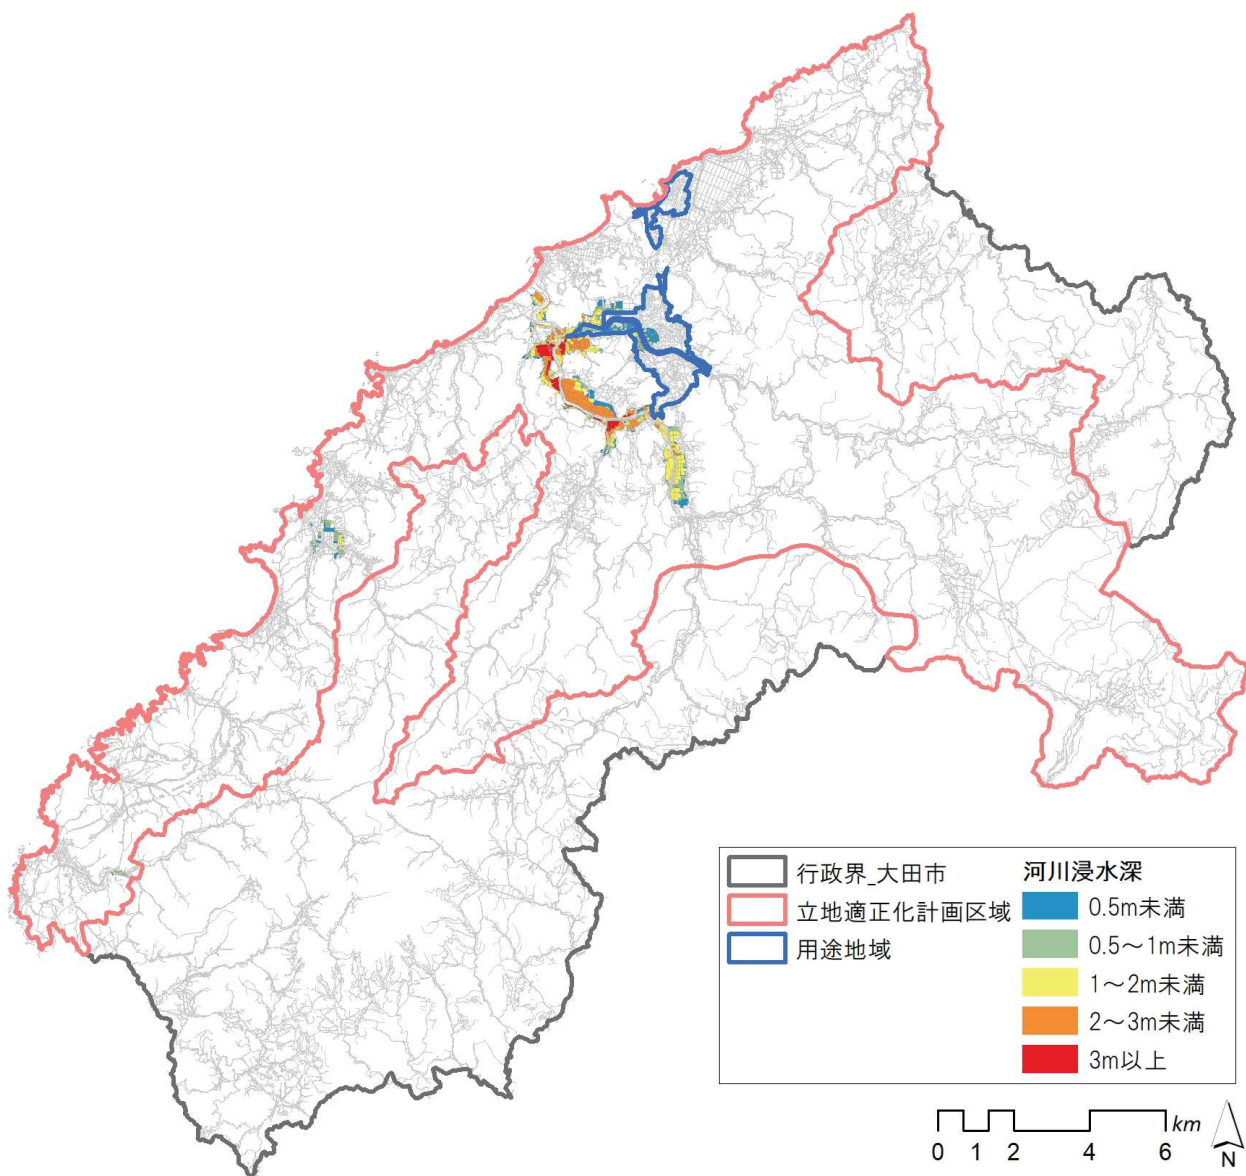 行政界_大田市
立地適正化計画区域
用途地域
河川浸水深
0.5m未満
0.5～1m未満
1～2m未満
2～3m未満
3m以上
0 1 2 4 6 km
N